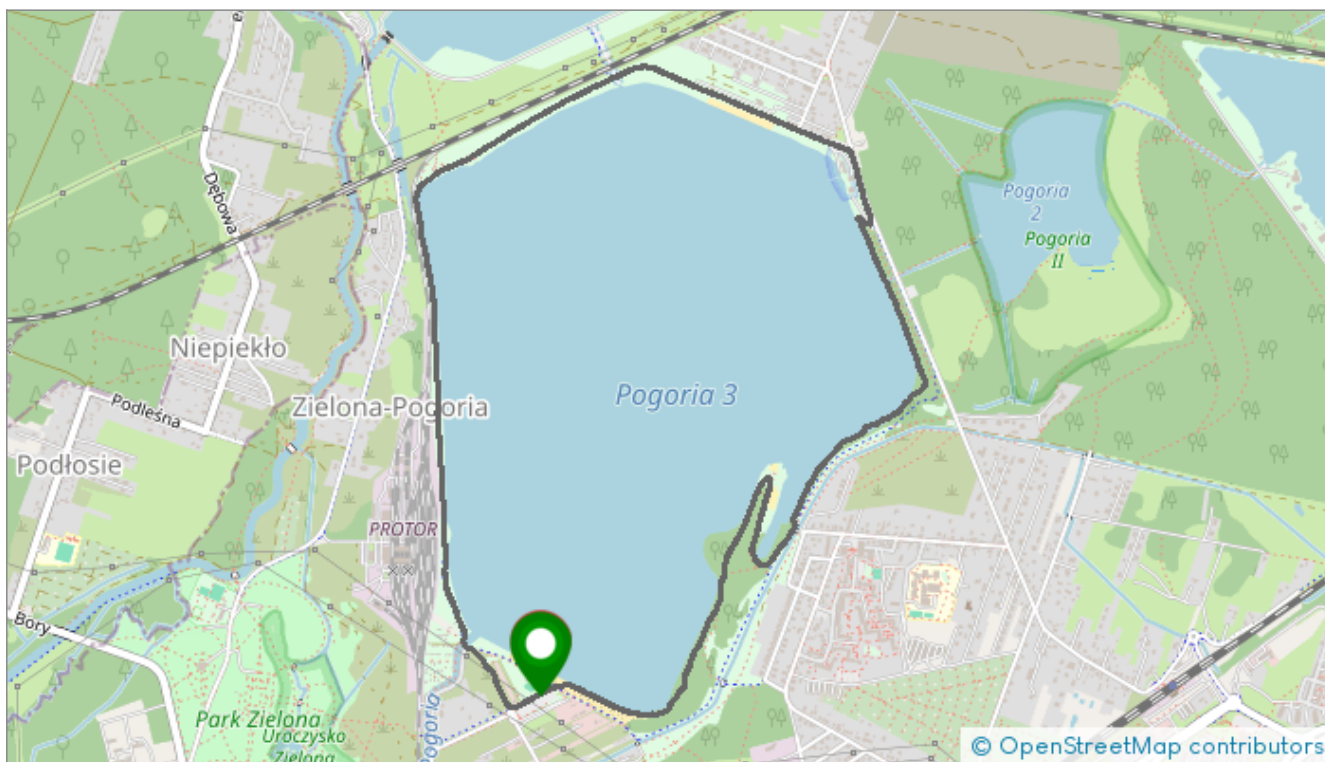 Dębowa
Pogoria
2
Pogoria
II
Niepiekło
Pogoria 3
Zielona-Pogoria
Podleśna
Podłosie
PROTOR
Bory
Park Zielona
Uroczysko
Zielona
Pogoria
© OpenStreetMap contributors